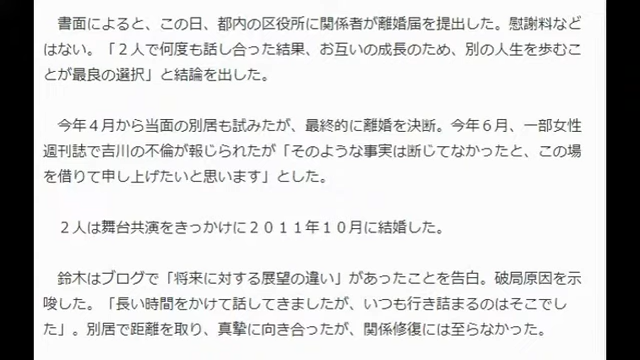 書面によると、この日、都内の区役所に関係者が離婚届を提出した。慰謝料など
はない。「２人で何度も話し合った結果、お互いの成長のため、別の人生を歩むこ
とが最良の選択」と結論を出した。
今年４月から当面の別居も試みたが、最終的に離婚を決断。今年６月、一部女性
週刊誌で吉川の不倫が報じられたが「そのような事実は断じてなかったと、この場
を借りて申し上げたいと思います」とした。
２人は舞台共演をきっかけに２０１１年１０月に結婚した。
鈴木はブログで「将来に対する展望の違い」があったことを告白。破局原因を示
唆した。「長い時間をかけて話してきましたが、いつも行き詰まるのはそこでし
た」。別居で距離を取り、真摯に向き合ったが、関係修復には至らなかった。